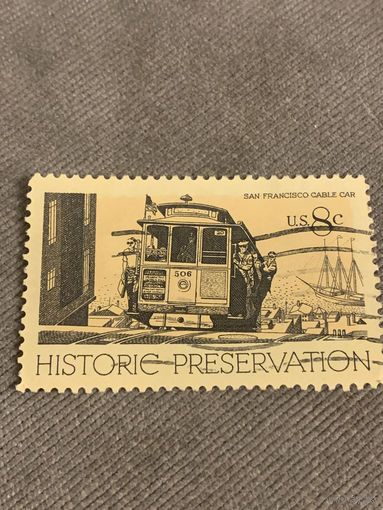 SAN FRANCISCO CABLE CAR
U.S. 8c
506
HISTORIC PRESERVATION